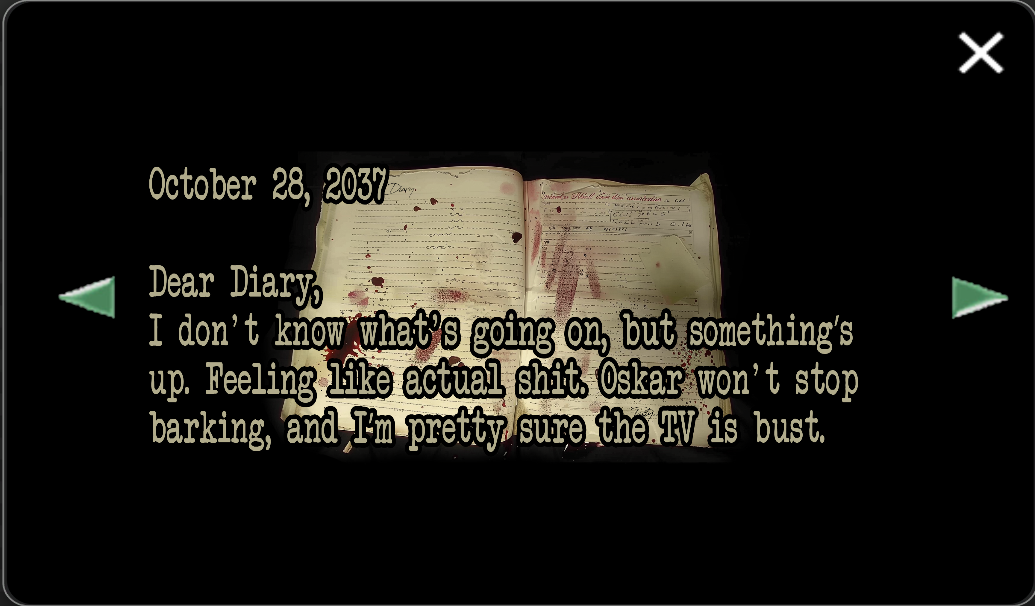 October 28, 2037
Dear Diary,
I don't know what's going on, but something's
up. Feeling like actual shit. Oskar won't stop
barking, and I'm pretty sure the TV is bust.
Diary,